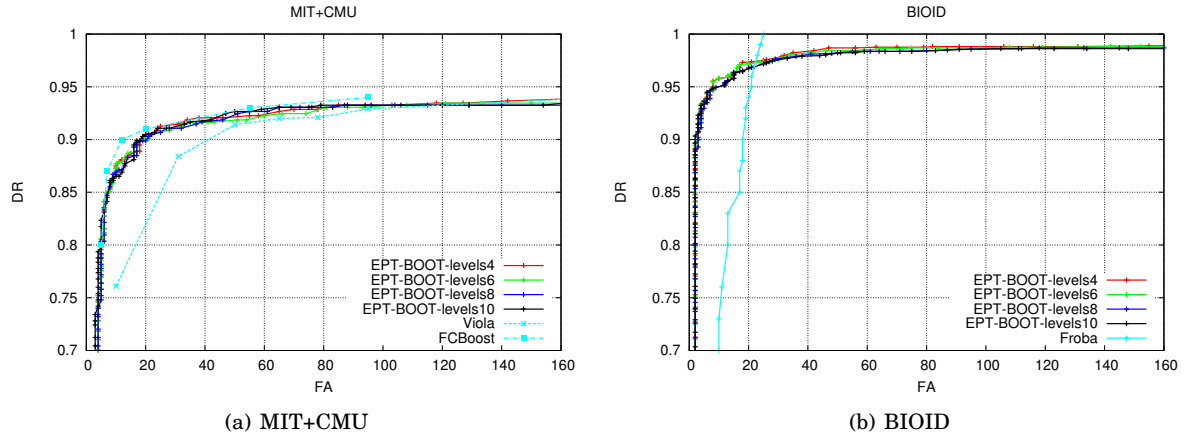 MIT+CMU
1
0.95
0.9
0.85
0.8
0.75
0.7
DR
0 20 40 60 80 100 120 140 160
FA
EPT-BOOT-levels4
EPT-BOOT-levels6
EPT-BOOT-levels8
EPT-BOOT-levels10
Viola
FCBoost
(a) MIT+CMU
BIOID
1
0.95
0.9
0.85
0.8
0.75
0.7
DR
0 20 40 60 80 100 120 140 160
FA
EPT-BOOT-levels4
EPT-BOOT-levels6
EPT-BOOT-levels8
EPT-BOOT-levels10
Froba
(b) BIOID